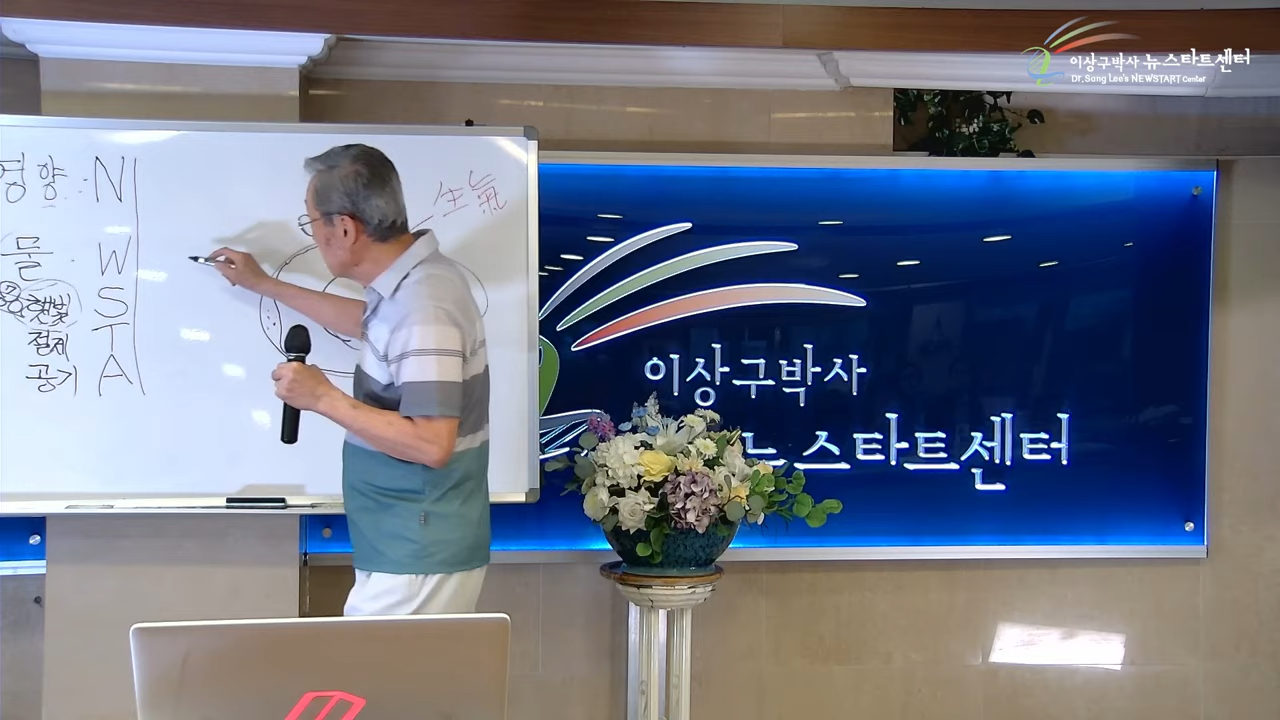 이상구박사 뉴스타트센터
Dr. Sang Lee's NEWSTART Center
영양 · N
물 · W
햇빛 S
절제 T
공기 A
生氣
이상구박사
뉴스타트센터